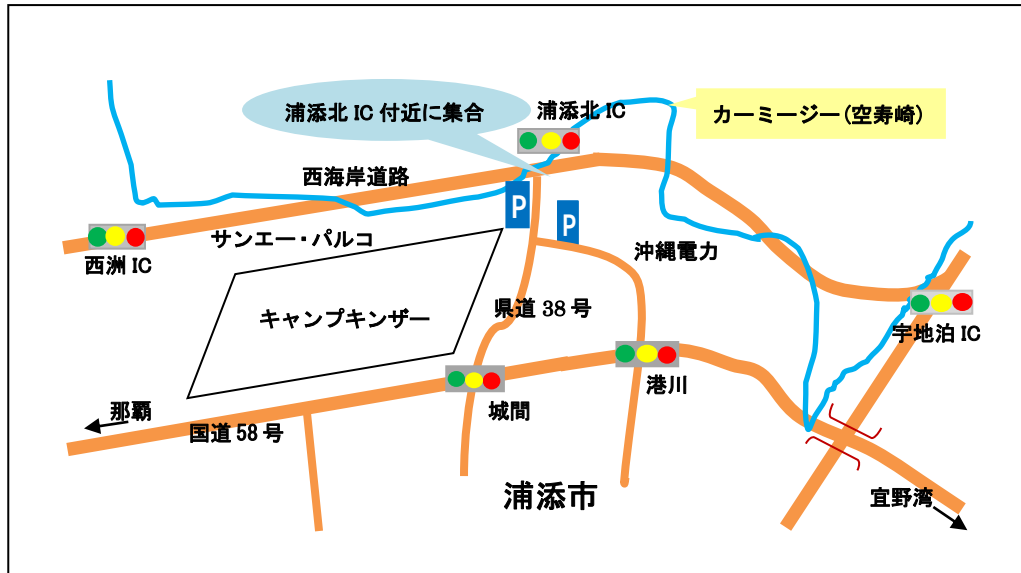 浦添北 IC 付近に集合
浦添北 IC
カーミージー(空寿崎)
西海岸道路
P
P
サンエー・パルコ
沖縄電力
西洲 IC
キャンプキンザー
県道 38 号
宇地泊 IC
港川
那覇
城間
国道 58 号
浦添市
宜野湾